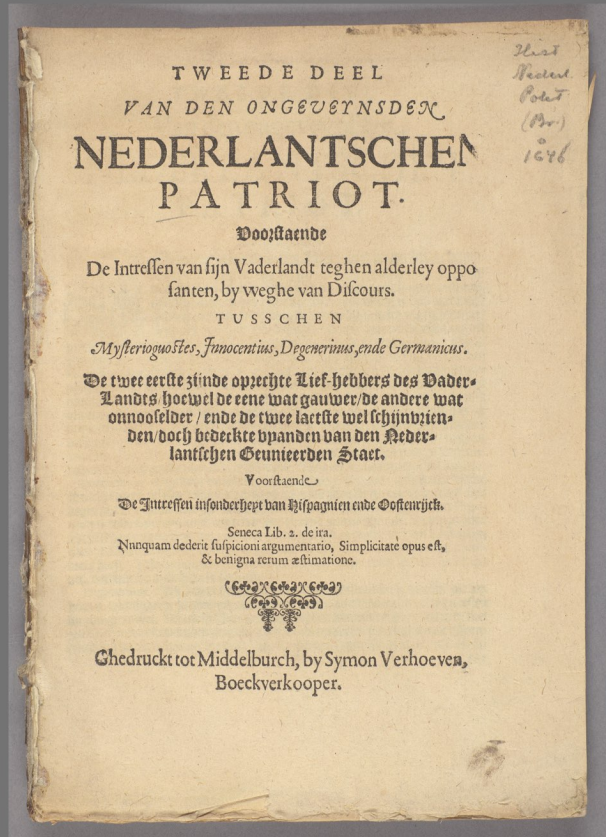 TWEEDE DEEL
VAN DEN ONGEVEYNSDEN
NEDERLANTSCHEN
PATRIOT.
Voorstaende
De Intreſſen van ſijn Vaderlandt teghen alderley oppo
ſanten, by weghe van Diſcours.
TUSSCHEN
Myſterioguoſtes, Innocentius, Degenerinus, ende Germanicus.
De twee eerſte zijnde oprechte Lief-hebbers des Vader-
Landts hoewel de eene wat gauwer/de andere wat
onnooſelder / ende de twee laetſte wel ſchijnvrien-
den/doch bedeckte vyanden van den Neder-
lantſchen Geunieerden Staet.
Voorſtaende
De Intreſſen inſonderheyt van Hiſpagnien ende Ooſtenrijck.
Seneca Lib. 2. de ira.
Nnnquam dederit ſuſpicioni argumentario, Simplicitate opus eſt,
& benigna rerum æſtimatione.
Ghedruckt tot Middelburch, by Symon Verhoeven,
Boeckverkooper.
Hist
Nederl.
Polit
(Br.)
1646